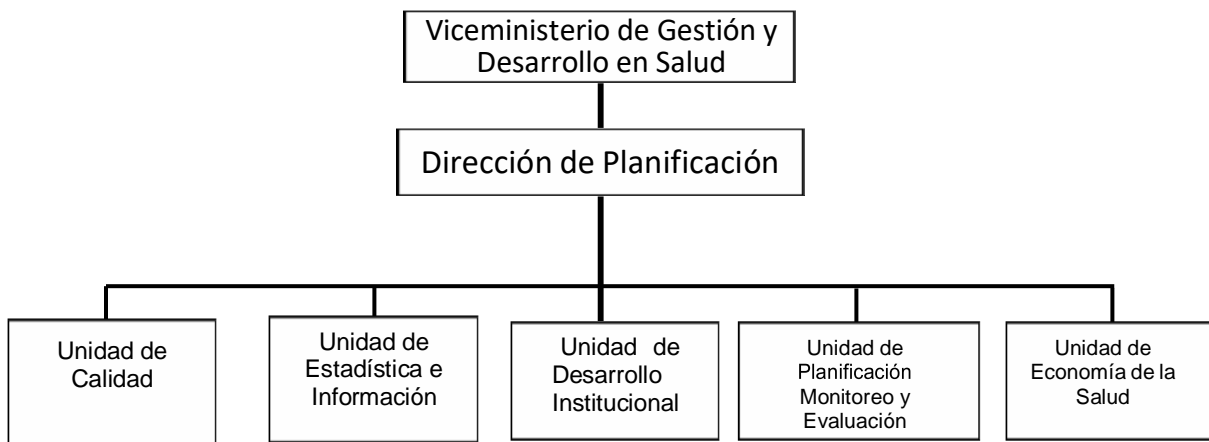 Viceministerio de Gestión y
Desarrollo en Salud
Dirección de Planificación
Unidad de
Calidad
Unidad de
Estadística e
Información
Unidad de
Desarrollo
Institucional
Unidad de
Planificación
Monitoreo y
Evaluación
Unidad de
Economía de la
Salud